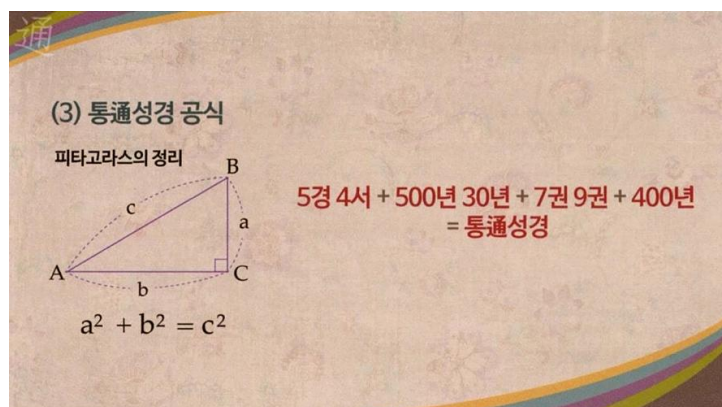 通
(3) 통通성경 공식
피타고라스의 정리
B
c
a
A
C
b
a² + b² = c²
5경 4서 + 500년 30년 + 7권 9권 + 400년
= 통通성경